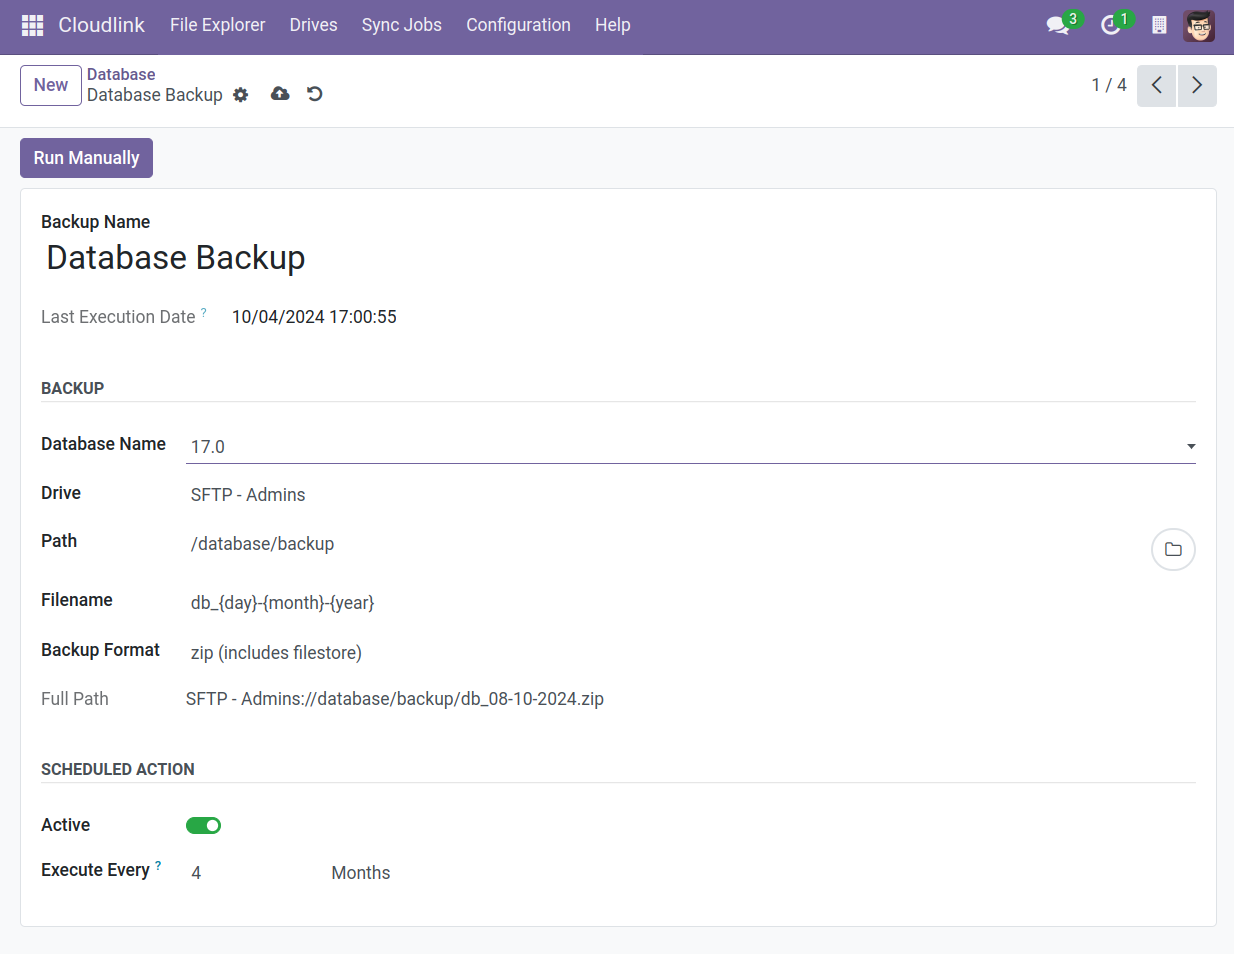 Cloudlink File Explorer Drives Sync Jobs Configuration Help 3 1
New Database
Database Backup
1 / 4
Run Manually
Backup Name
Database Backup
Last Execution Date ? 10/04/2024 17:00:55
BACKUP
Database Name 17.0
Drive SFTP - Admins
Path /database/backup
Filename db_{day}-{month}-{year}
Backup Format zip (includes filestore)
Full Path SFTP - Admins://database/backup/db_08-10-2024.zip
SCHEDULED ACTION
Active
Execute Every ? 4 Months